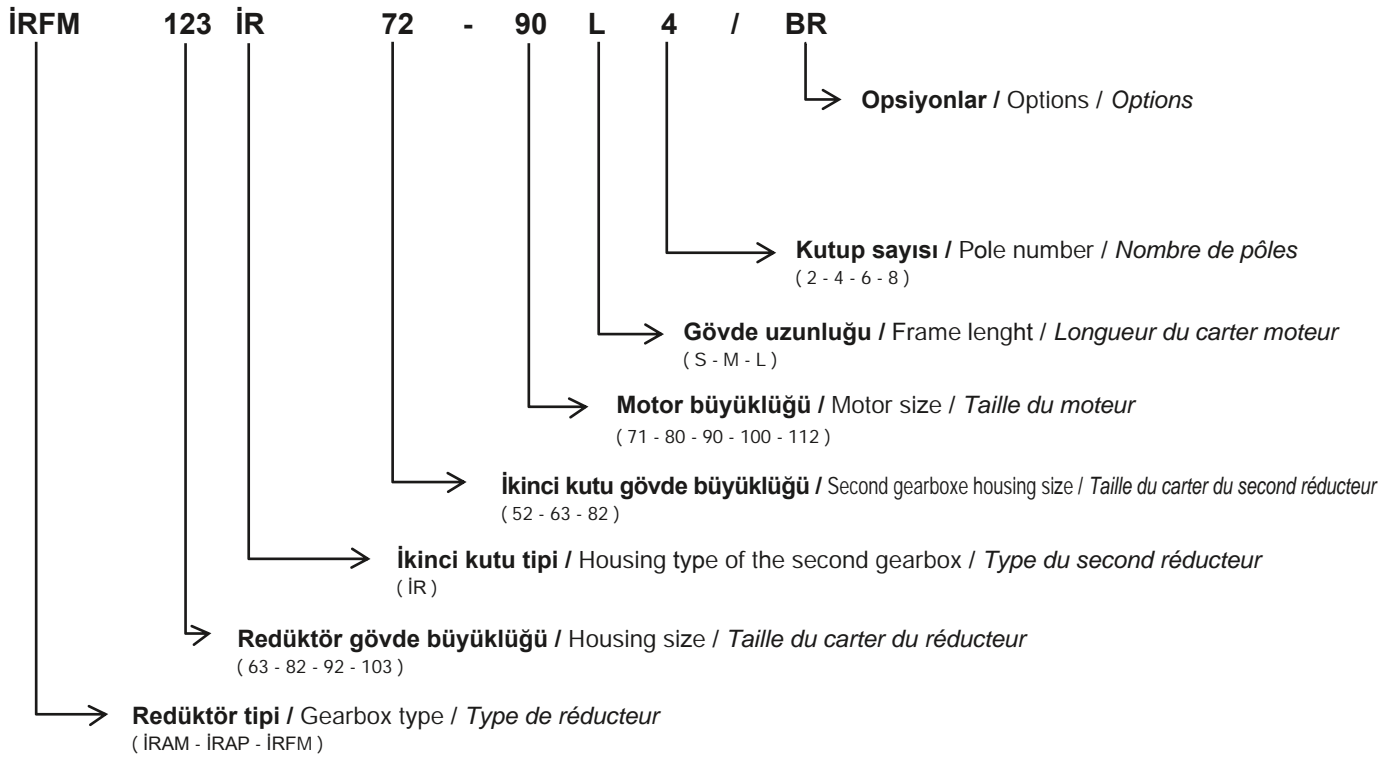 İRFM 123 İR 72 - 90 L 4 / BR
Opsiyonlar / Options / Options
Kutup sayısı / Pole number / Nombre de pôles
( 2 - 4 - 6 - 8 )
Gövde uzunluğu / Frame lenght / Longueur du carter moteur
( S - M - L )
Motor büyüklüğü / Motor size / Taille du moteur
( 71 - 80 - 90 - 100 - 112 )
İkinci kutu gövde büyüklüğü / Second gearboxe housing size / Taille du carter du second réducteur
( 52 - 63 - 82 )
İkinci kutu tipi / Housing type of the second gearbox / Type du second réducteur
( İR )
Redüktör gövde büyüklüğü / Housing size / Taille du carter du réducteur
( 63 - 82 - 92 - 103 )
Redüktör tipi / Gearbox type / Type de réducteur
( İRAM - İRAP - İRFM )